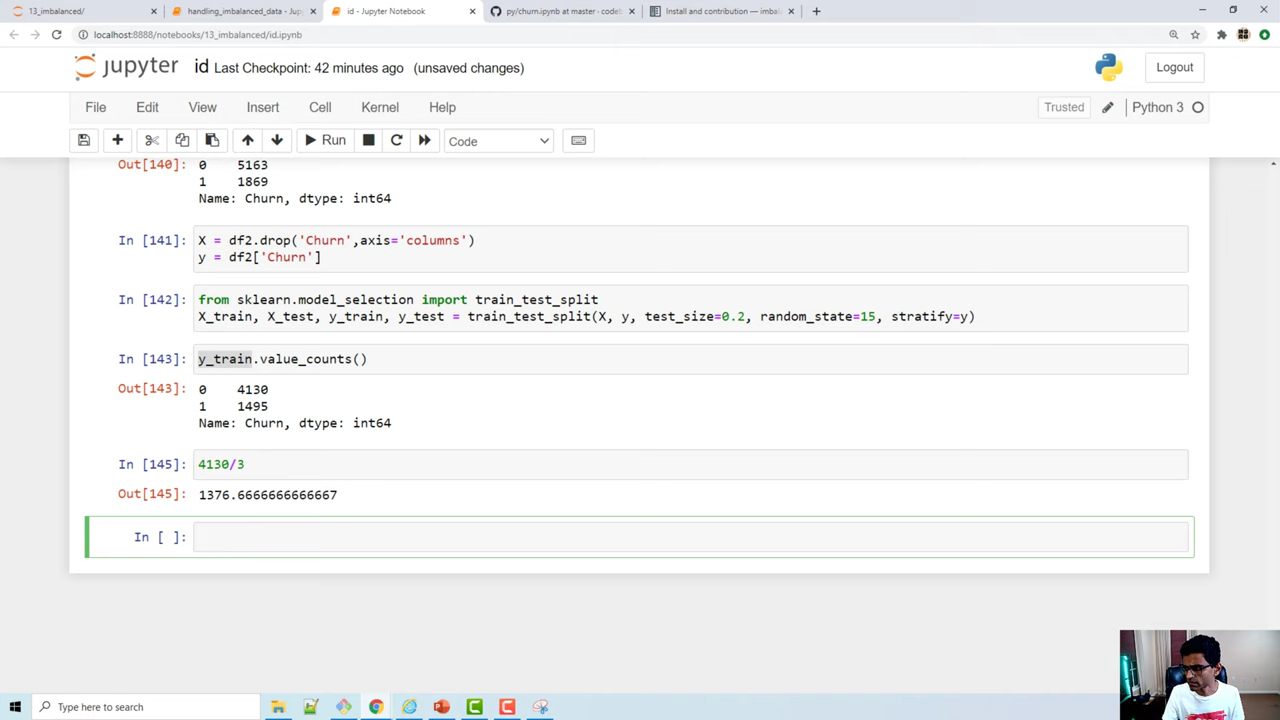 13_imbalanced/
handling_imbalanced_data - Jup
id - Jupyter Notebook
py/churn.ipynb at master · codeb
Install and contribution — imbal
localhost:8888/notebooks/13_imbalanced/id.ipynb
jupyter id Last Checkpoint: 42 minutes ago (unsaved changes)
Logout
File Edit View Insert Cell Kernel Help
Trusted Python 3
Run Code
Out[140]: 0 5163
1 1869
Name: Churn, dtype: int64
In [141]: X = df2.drop('Churn',axis='columns')
y = df2['Churn']
In [142]: from sklearn.model_selection import train_test_split
X_train, X_test, y_train, y_test = train_test_split(X, y, test_size=0.2, random_state=15, stratify=y)
In [143]: y_train.value_counts()
Out[143]: 0 4130
1 1495
Name: Churn, dtype: int64
In [145]: 4130/3
Out[145]: 1376.6666666666667
In [ ]:
Type here to search